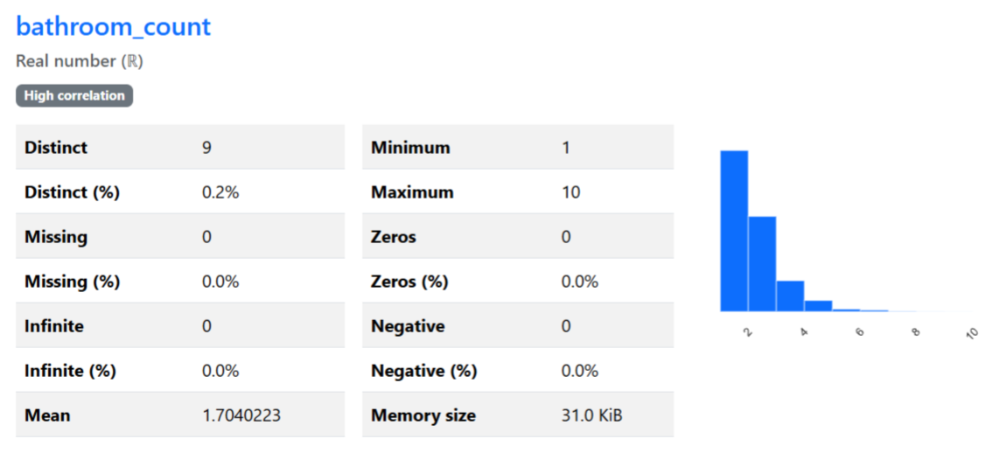 bathroom_count
Real number (ℝ)
High correlation
Distinct 9
Distinct (%) 0.2%
Missing 0
Missing (%) 0.0%
Infinite 0
Infinite (%) 0.0%
Mean 1.7040223
Minimum 1
Maximum 10
Zeros 0
Zeros (%) 0.0%
Negative 0
Negative (%) 0.0%
Memory size 31.0 KiB
2 4 6 8 10